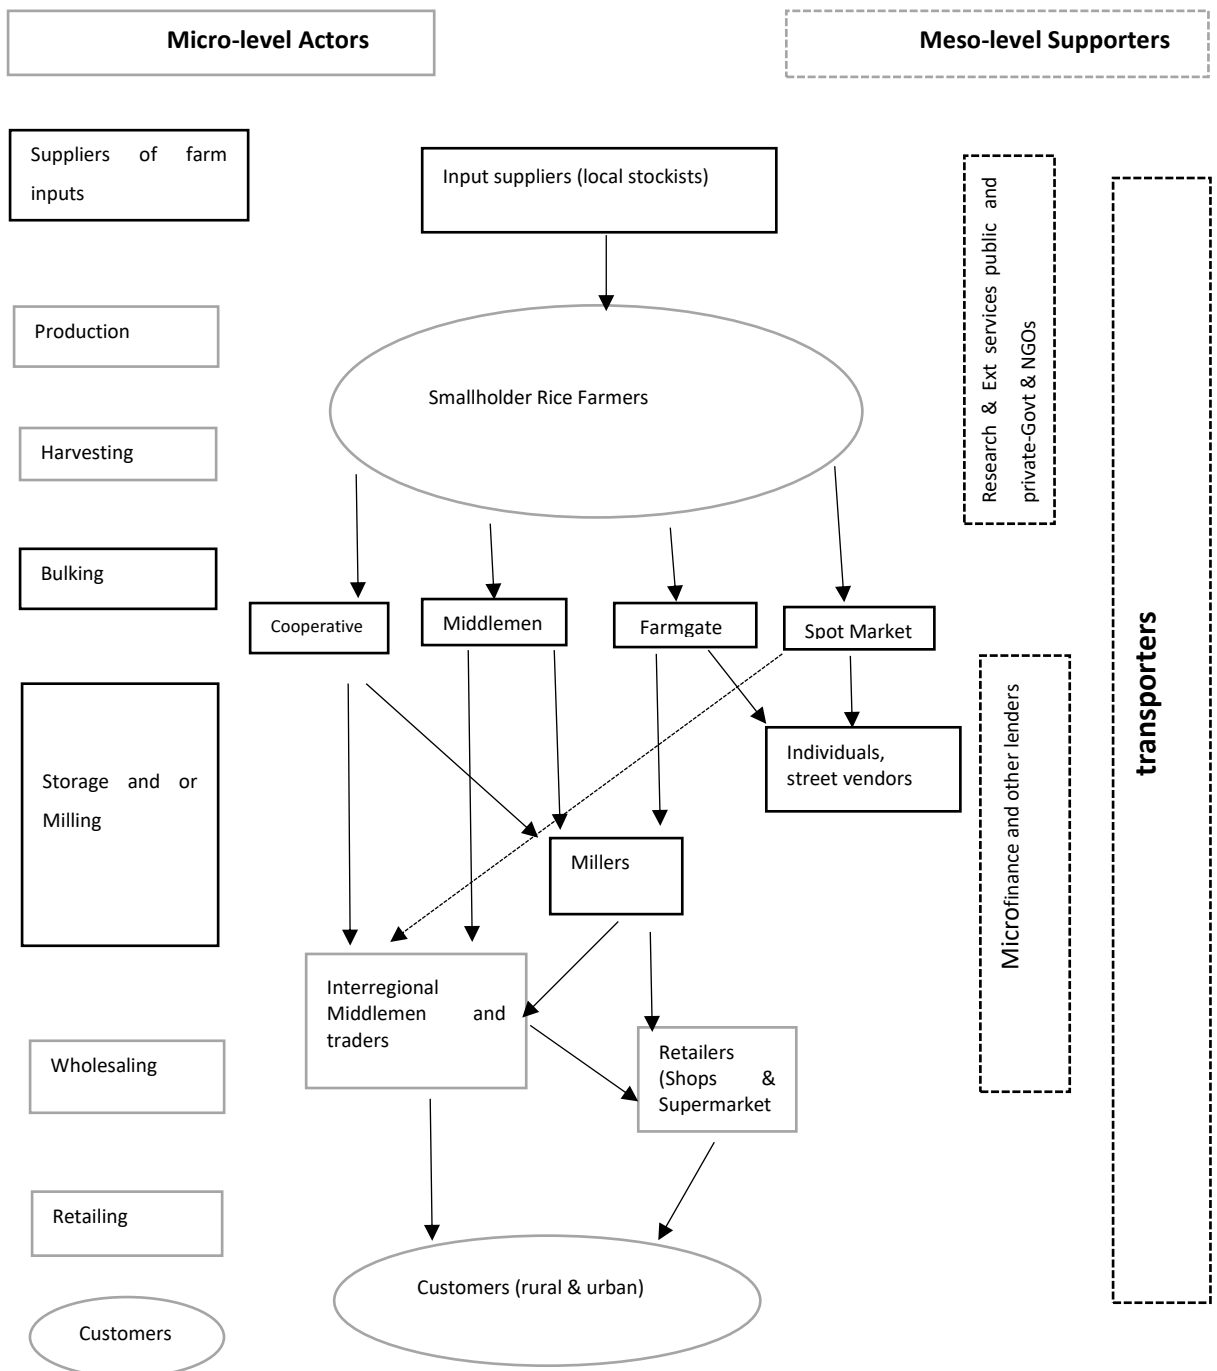 Micro-level Actors
Meso-level Supporters
Suppliers of farm
inputs
Input suppliers (local stockists)
Research & Ext services public and
private-Govt & NGOs
transporters
Production
Smallholder Rice Farmers
Harvesting
Bulking
Cooperative
Middlemen
Farmgate
Spot Market
Microfinance and other lenders
Storage and or
Milling
Individuals,
street vendors
Millers
Interregional
Middlemen and
traders
Wholesaling
Retailers
(Shops &
Supermarket
Retailing
Customers (rural & urban)
Customers